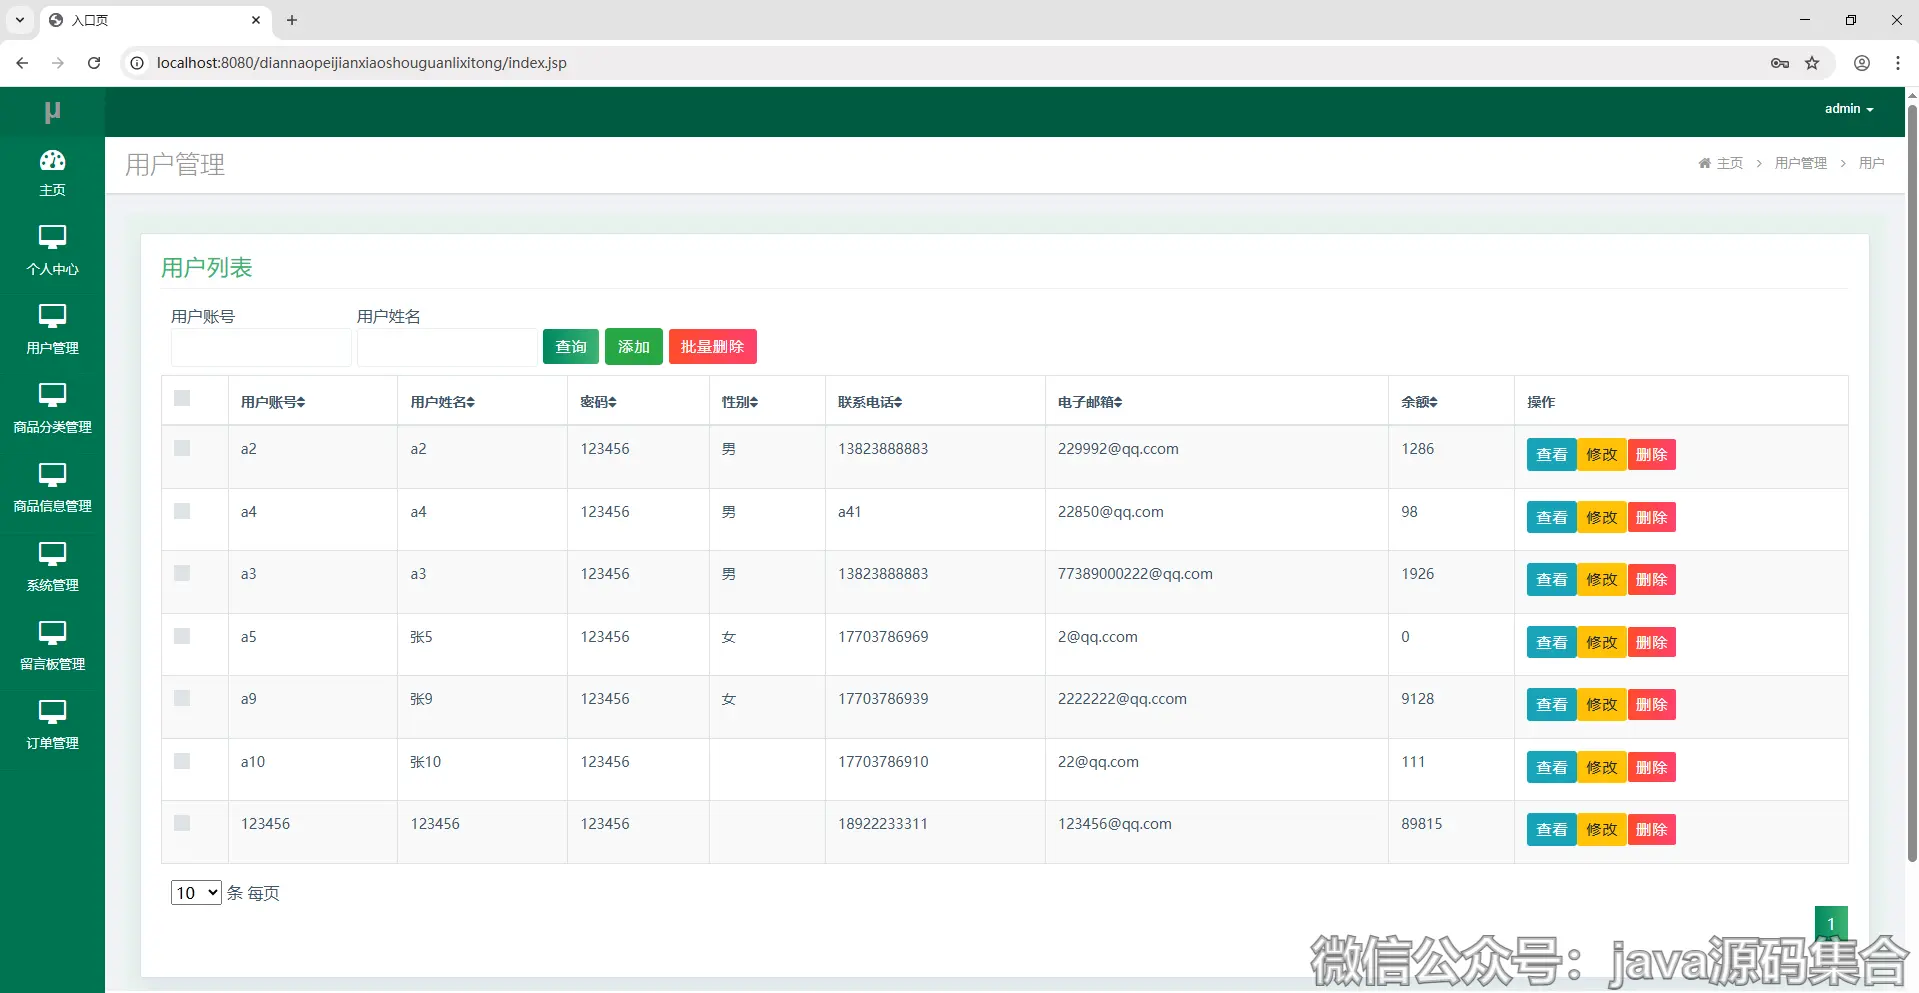 入口页
localhost:8080/diannaopeijianxiaoshouguanlixitong/index.jsp
μ
admin
主页
个人中心
用户管理
商品分类管理
商品信息管理
系统管理
留言板管理
订单管理
用户管理
主页 > 用户管理 > 用户
用户列表
用户账号 用户姓名
查询 添加 批量删除
用户账号 用户姓名 密码 性别 联系电话 电子邮箱 余额 操作
a2 a2 123456 男 13823888883 229992@qq.ccom 1286 查看 修改 删除
a4 a4 123456 男 a41 22850@qq.com 98 查看 修改 删除
a3 a3 123456 男 13823888883 77389000222@qq.com 1926 查看 修改 删除
a5 张5 123456 女 17703786969 2@qq.ccom 0 查看 修改 删除
a9 张9 123456 女 17703786939 2222222@qq.ccom 9128 查看 修改 删除
a10 张10 123456 17703786910 22@qq.com 111 查看 修改 删除
123456 123456 123456 18922233311 123456@qq.com 89815 查看 修改 删除
10 条 每页
1
微信公众号：java源码集合